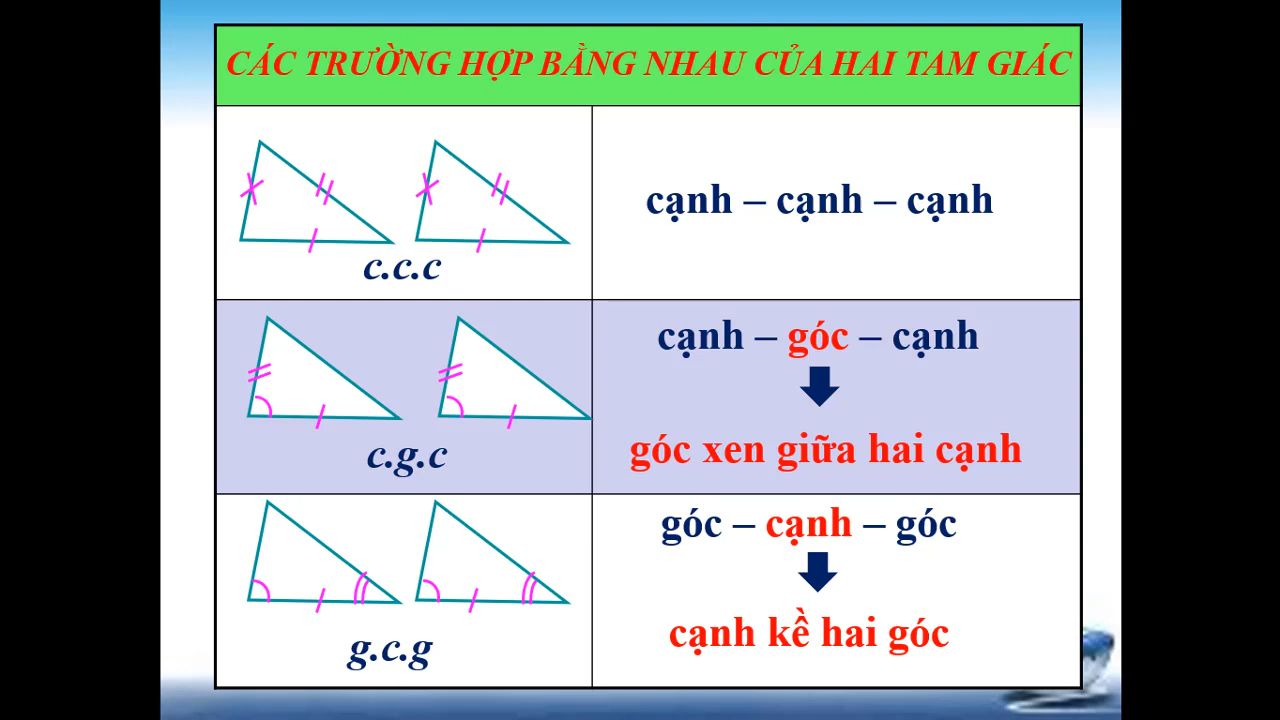 CÁC TRƯỜNG HỢP BẰNG NHAU CỦA HAI TAM GIÁC
c.c.c
cạnh – cạnh – cạnh
c.g.c
cạnh – góc – cạnh
góc xen giữa hai cạnh
g.c.g
góc – cạnh – góc
cạnh kề hai góc